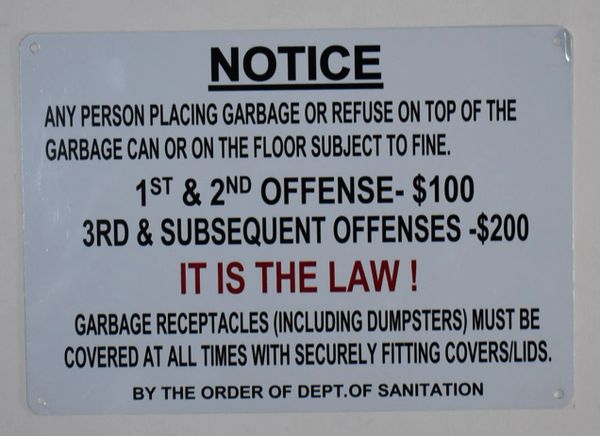 NOTICE
ANY PERSON PLACING GARBAGE OR REFUSE ON TOP OF THE
GARBAGE CAN OR ON THE FLOOR SUBJECT TO FINE.
1ST & 2ND OFFENSE- $100
3RD & SUBSEQUENT OFFENSES -$200
IT IS THE LAW !
GARBAGE RECEPTACLES (INCLUDING DUMPSTERS) MUST BE
COVERED AT ALL TIMES WITH SECURELY FITTING COVERS/LIDS.
BY THE ORDER OF DEPT.OF SANITATION